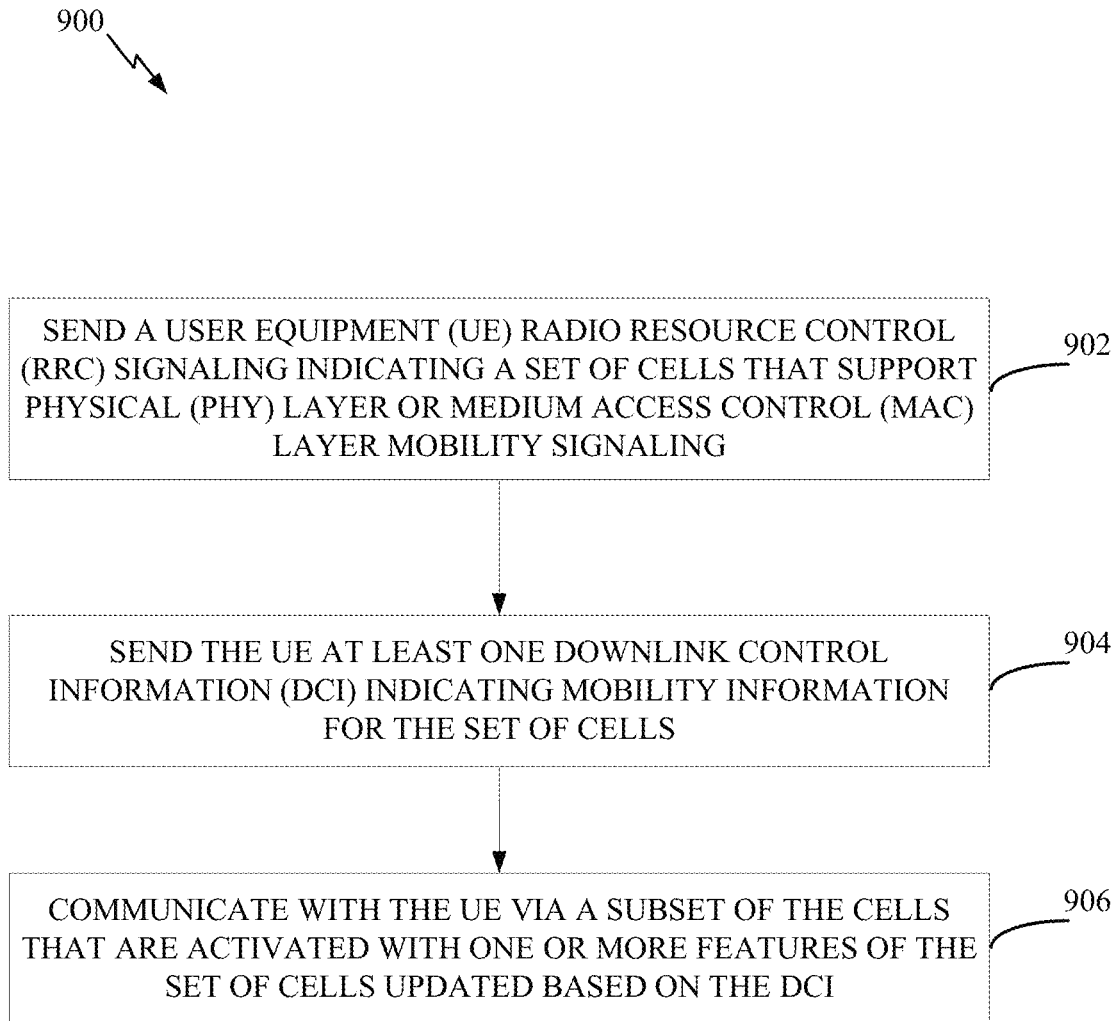 900
SEND A USER EQUIPMENT (UE) RADIO RESOURCE CONTROL
(RRC) SIGNALING INDICATING A SET OF CELLS THAT SUPPORT
PHYSICAL (PHY) LAYER OR MEDIUM ACCESS CONTROL (MAC)
LAYER MOBILITY SIGNALING
902
SEND THE UE AT LEAST ONE DOWNLINK CONTROL
INFORMATION (DCI) INDICATING MOBILITY INFORMATION
FOR THE SET OF CELLS
904
COMMUNICATE WITH THE UE VIA A SUBSET OF THE CELLS
THAT ARE ACTIVATED WITH ONE OR MORE FEATURES OF THE
SET OF CELLS UPDATED BASED ON THE DCI
906